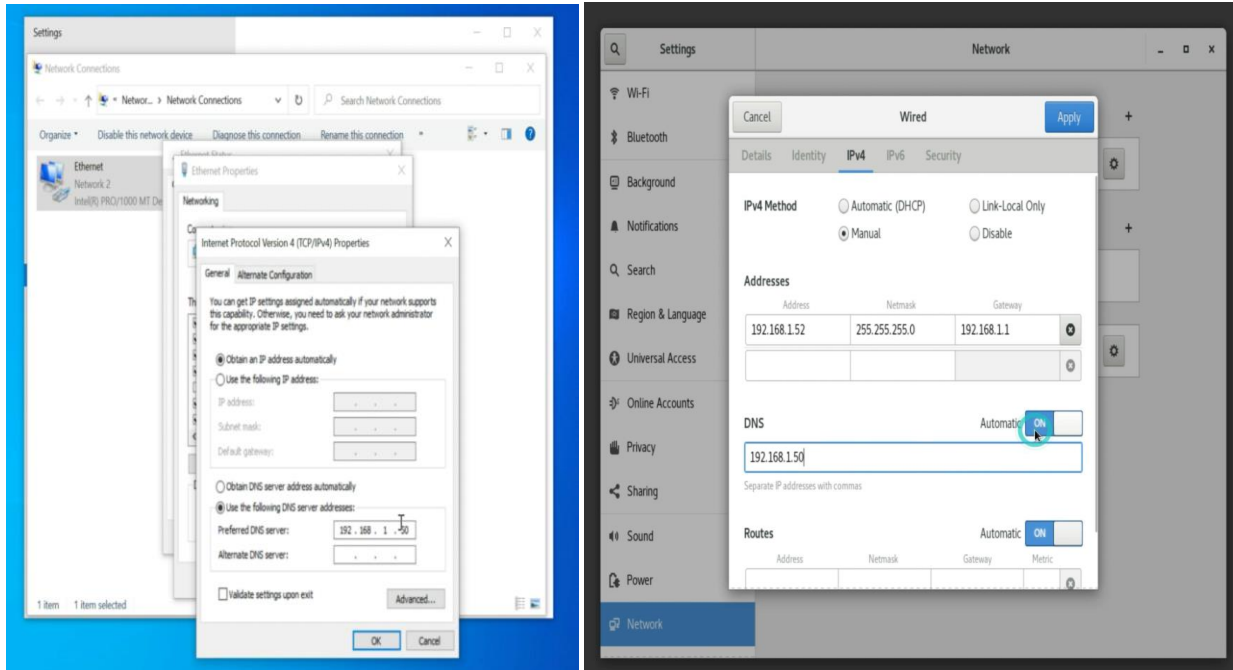 Settings
Network Connections
Networ... > Network Connections
Search Network Connections
Organize
Disable this network device
Diagnose this connection
Rename this connection
Ethernet
Network 2
Intel(R) PRO/1000 MT De
Ethernet Status
Ethernet Properties
Networking
Internet Protocol Version 4 (TCP/IPv4) Properties
General
Alternate Configuration
You can get IP settings assigned automatically if your network supports
this capability. Otherwise, you need to ask your network administrator
for the appropriate IP settings.
Obtain an IP address automatically
Use the following IP address:
IP address:
Subnet mask:
Default gateway:
Obtain DNS server address automatically
Use the following DNS server addresses:
Preferred DNS server:
192 . 168 . 1 . 50
Alternate DNS server:
Validate settings upon exit
Advanced...
OK
Cancel
1 item
1 item selected
Settings
Network
Wi-Fi
Bluetooth
Background
Notifications
Search
Region & Language
Universal Access
Online Accounts
Privacy
Sharing
Sound
Power
Network
Cancel
Wired
Apply
Details
Identity
IPv4
IPv6
Security
IPv4 Method
Automatic (DHCP)
Link-Local Only
Manual
Disable
Addresses
Address
Netmask
Gateway
192.168.1.52
255.255.255.0
192.168.1.1
DNS
Automatic
ON
192.168.1.50
Separate IP addresses with commas
Routes
Automatic
ON
Address
Netmask
Gateway
Metric